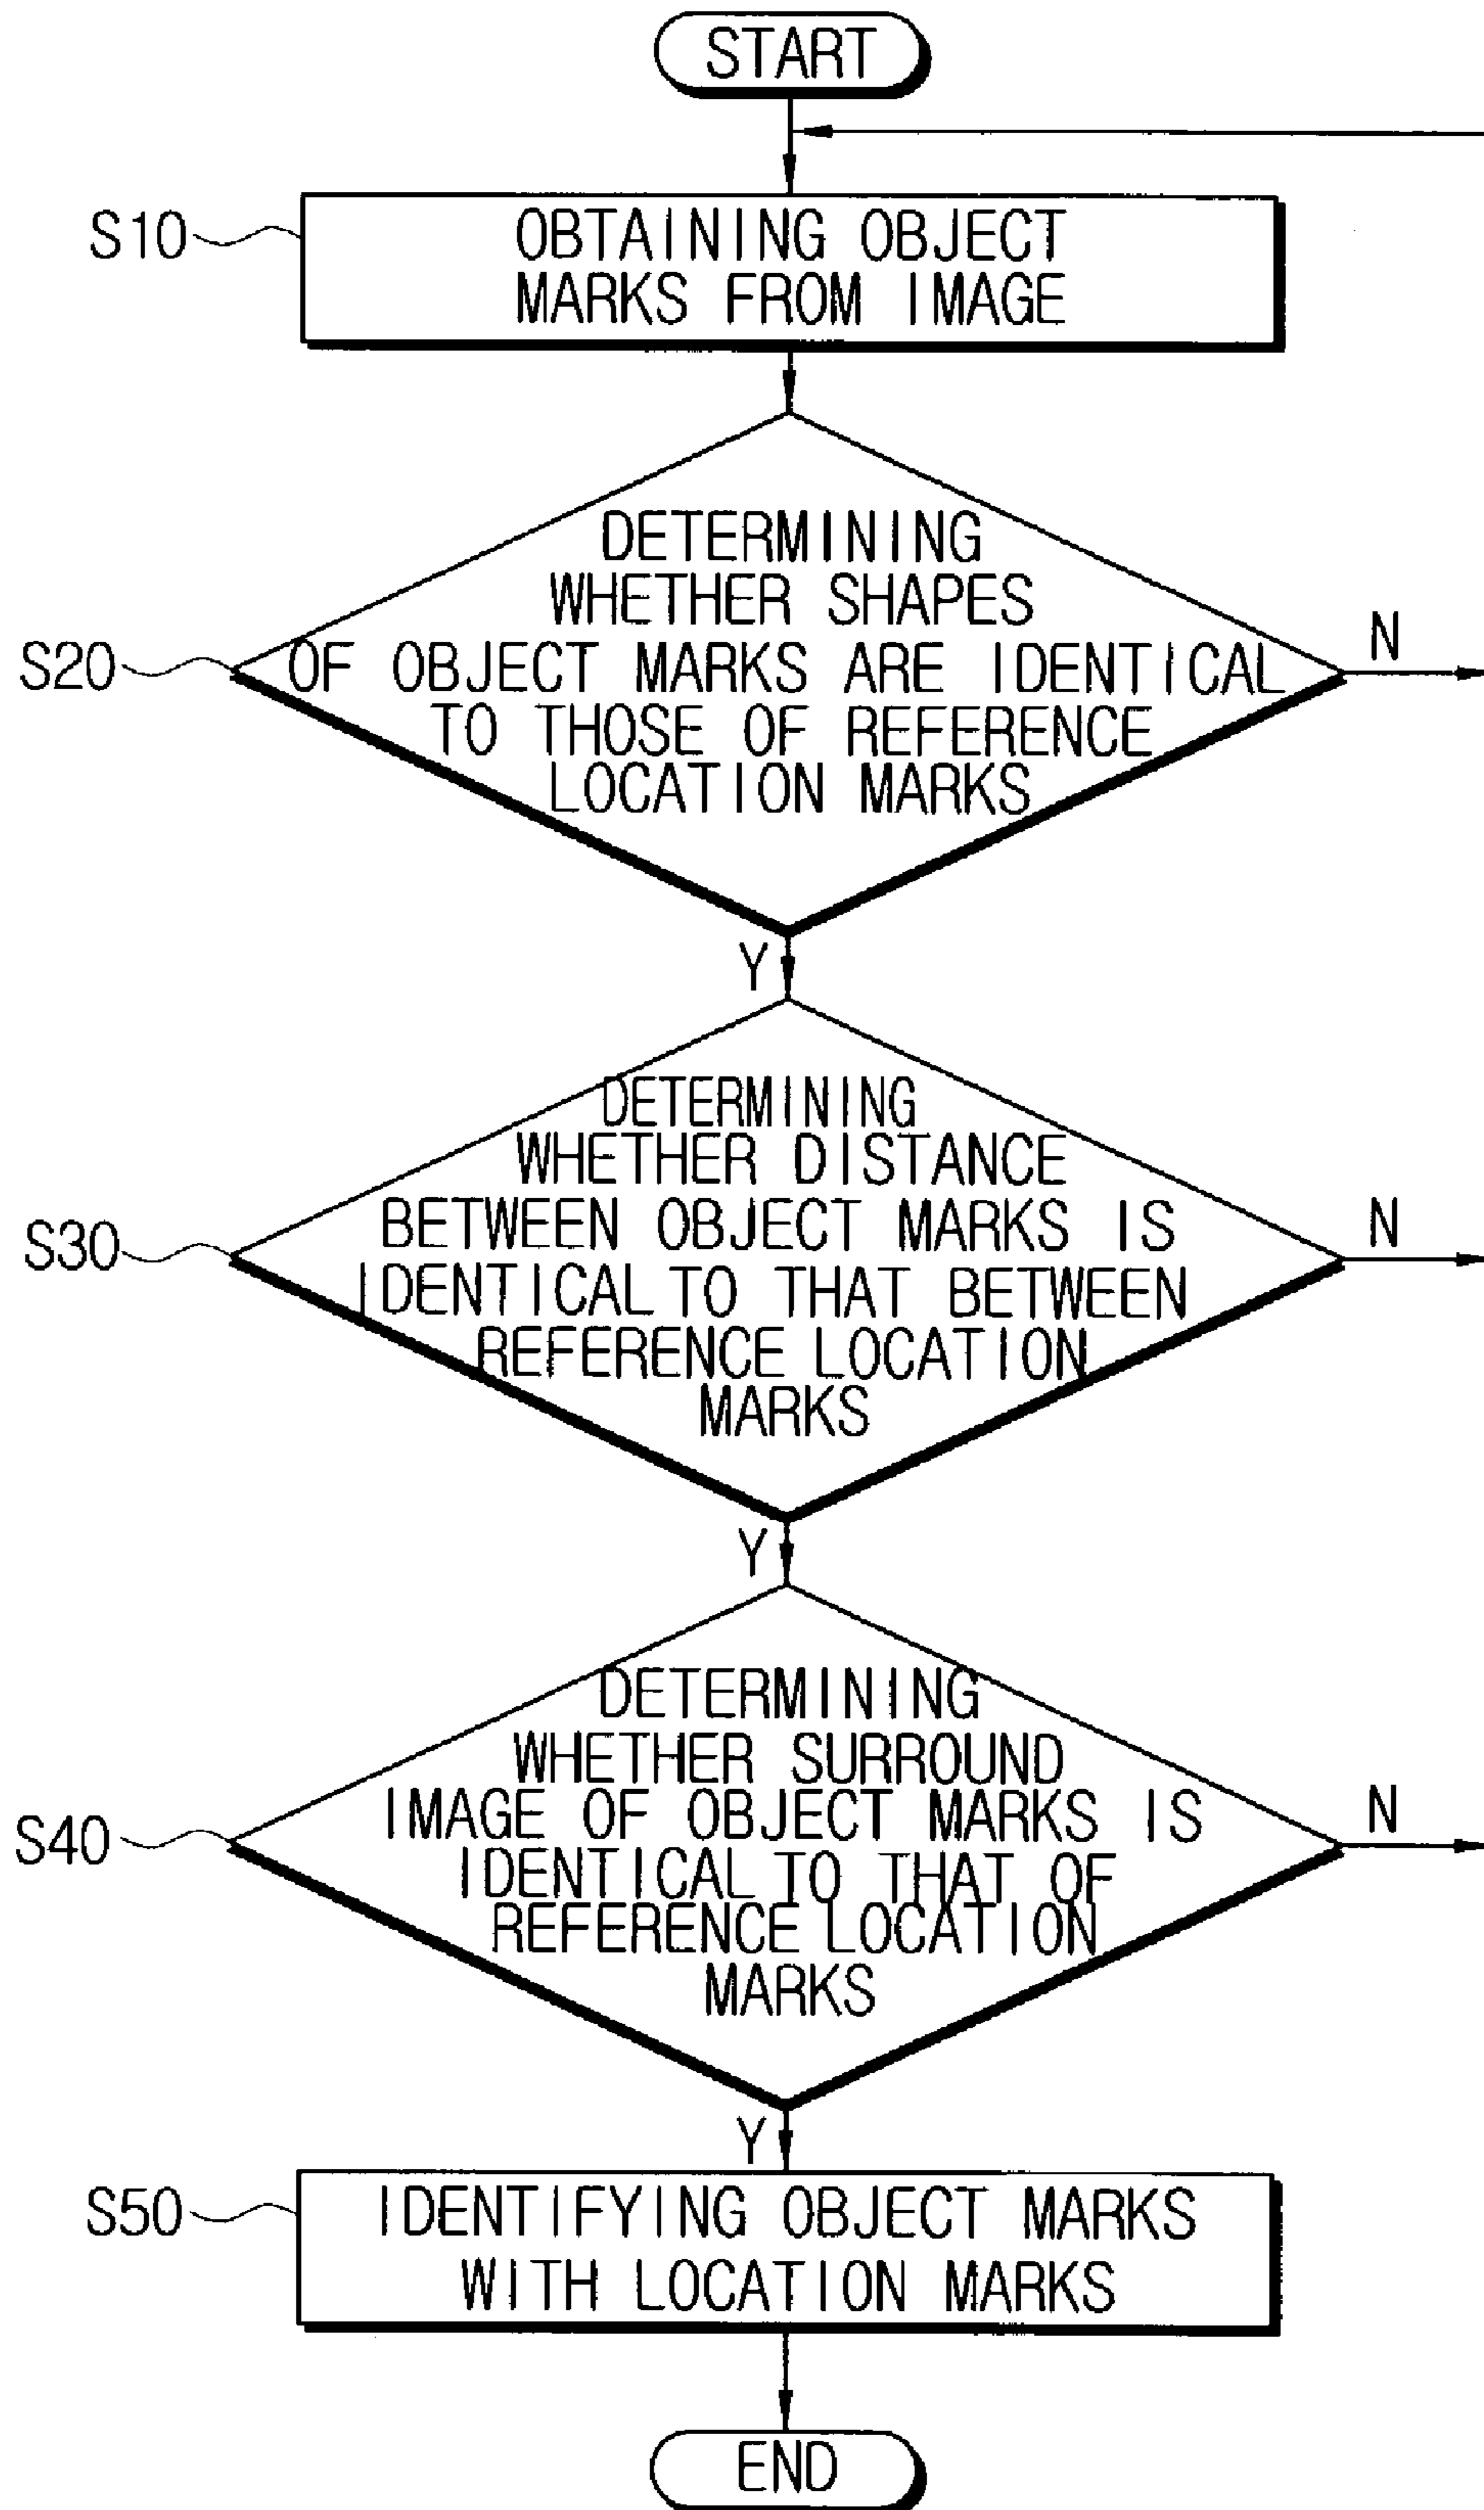 START
S10
OBTAINING OBJECT
MARKS FROM IMAGE
DETERMINING
WHETHER SHAPES
S20
OF OBJECT MARKS ARE IDENTICAL
N
TO THOSE OF REFERENCE
LOCATION MARKS
Y
DETERMINING
WHETHER DISTANCE
S30
BETWEEN OBJECT MARKS IS
N
IDENTICAL TO THAT BETWEEN
REFERENCE LOCATION
MARKS
Y
DETERMINING
WHETHER SURROUND
S40
IMAGE OF OBJECT MARKS IS
N
IDENTICAL TO THAT OF
REFERENCE LOCATION
MARKS
Y
S50
IDENTIFYING OBJECT MARKS
WITH LOCATION MARKS
END